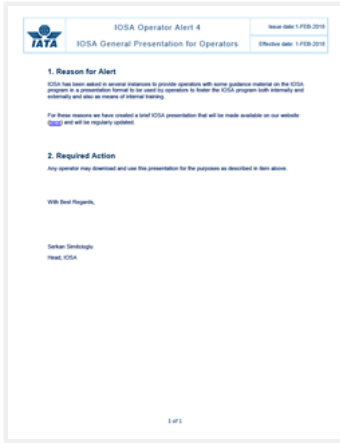 IATA
IOSA Operator Alert 4
IOSA General Presentation for Operators
Issue date 1-FEB-2018
Effective date: 1-FEB-2018
1. Reason for Alert
IOSA has been asked in several instances to provide operators with some guidance material on the IOSA
program in a presentation format to be used by operators to foster the IOSA program both internally and
externally and also as means of internal training.
For these reasons we have created a brief IOSA presentation that will be made available on our website
(here) and will be regularly updated.
2. Required Action
Any operator may download and use this presentation for the purposes as described in item above.
With Best Regards,
Serkan Simitcioglu
Head, IOSA
1 of 1